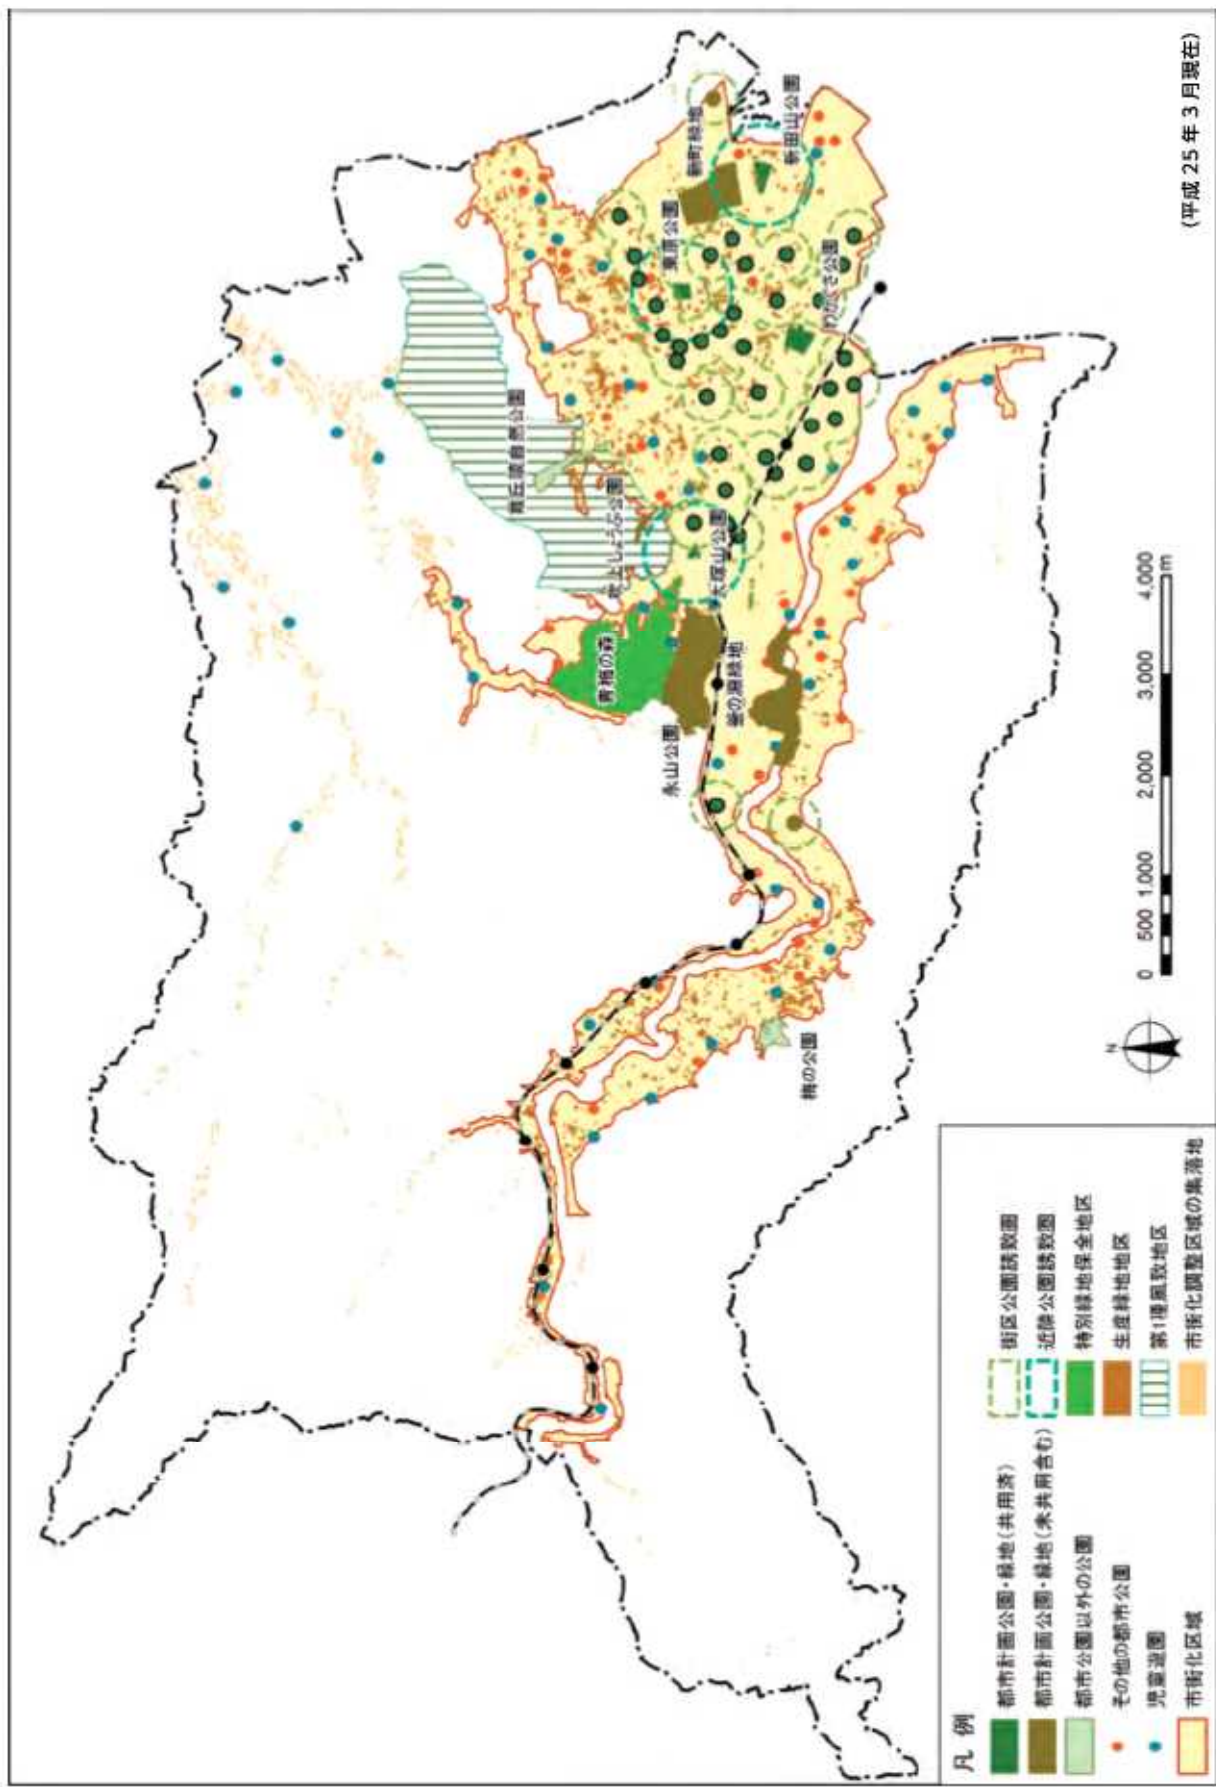 (平成25年3月現在)
新町緑地
新田山公園
東原公園
わかぐさ公園
霞丘陵自然公園
吹上しょうぶ公園
大塚山公園
青梅の森
永山公園
釜の淵緑地
梅の公園
N
0 500 1,000 2,000 3,000 4,000 m
凡例
都市計画公園・緑地(共用済)
都市計画公園・緑地(未共用含む)
都市公園以外の公園
その他の都市公園
児童遊園
市街化区域
街区公園誘致圏
近隣公園誘致圏
特別緑地保全地区
生産緑地地区
第1種風致地区
市街化調整区域の集落地